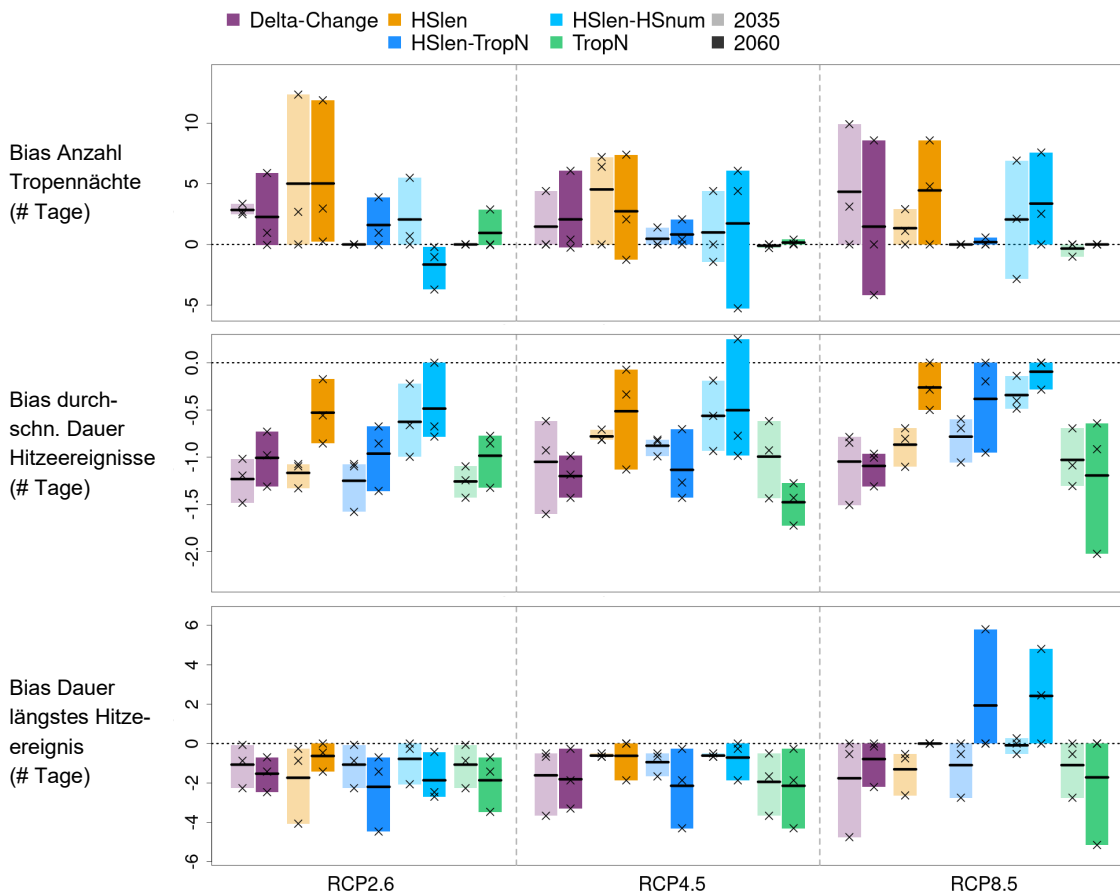 Delta-Change HSlen HSlen-HSnum 2035
HSlen-TropN TropN 2060
Bias Anzahl
Tropennächte
(# Tage)
10
5
0
-5
Bias durch-
schn. Dauer
Hitzeereignisse
(# Tage)
0.0
-0.5
-1.0
-1.5
-2.0
Bias Dauer
längstes Hitze-
ereignis
(# Tage)
6
4
2
0
-2
-4
-6
RCP2.6 RCP4.5 RCP8.5